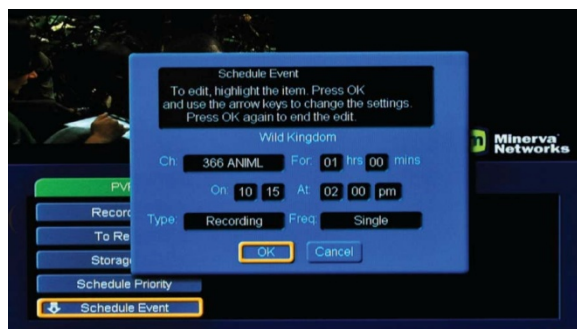 Schedule Event
To edit, highlight the item. Press OK
and use the arrow keys to change the settings.
Press OK again to end the edit.
Wild Kingdom
Ch: 366 ANIML For: 01 hrs 00 mins
On: 10 15 At: 02 00 pm
Type: Recording Freq: Single
OK Cancel
Minerva
Networks
To Re
Schedule Priority
Schedule Event